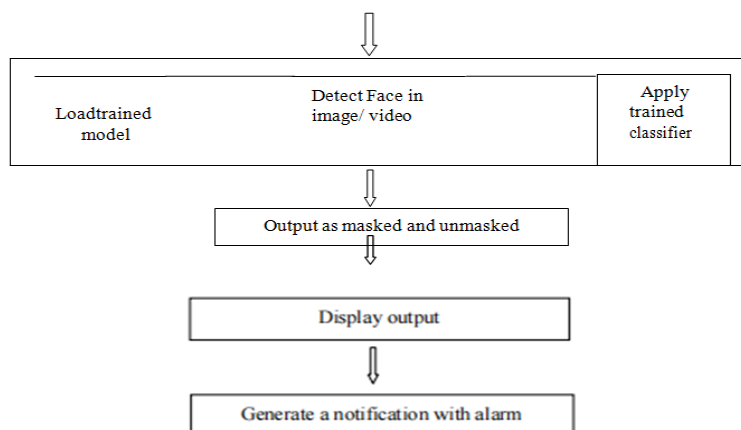 Loadtrained
model
Detect Face in
image/ video
Apply
trained
classifier
Output as masked and unmasked
Display output
Generate a notification with alarm